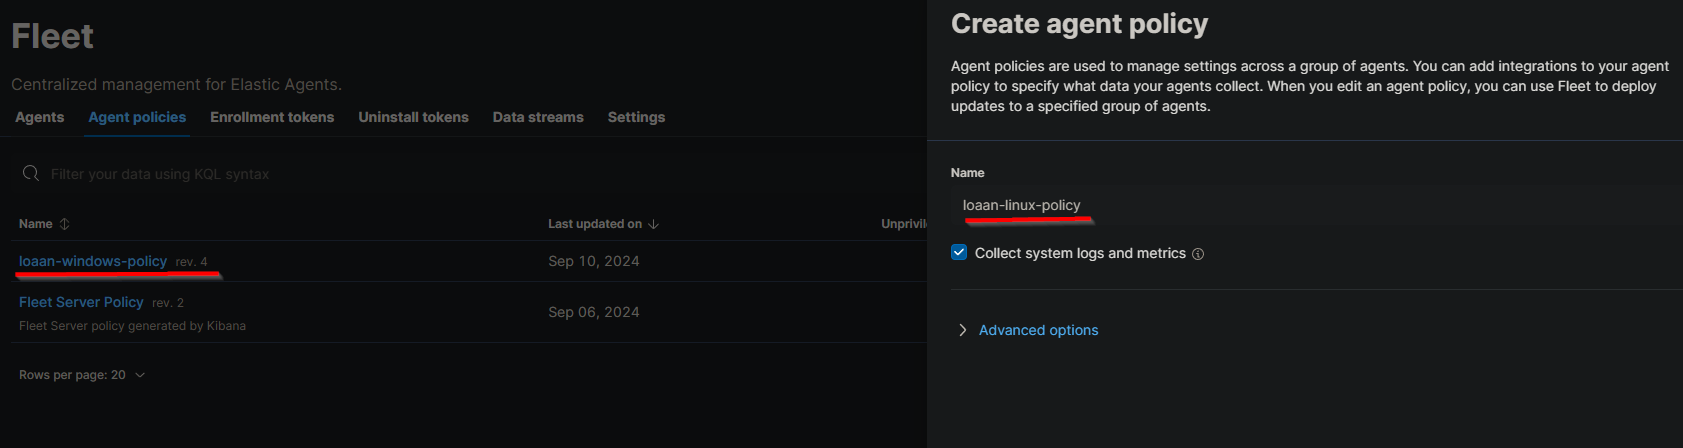 Fleet
Centralized management for Elastic Agents.
Agents Agent policies Enrollment tokens Uninstall tokens Data streams Settings
Filter your data using KQL syntax
Name Last updated on Unprivile
loaan-windows-policy rev. 4 Sep 10, 2024
Fleet Server Policy rev. 2 Sep 06, 2024
Fleet Server policy generated by Kibana
Rows per page: 20
Create agent policy
Agent policies are used to manage settings across a group of agents. You can add integrations to your agent
policy to specify what data your agents collect. When you edit an agent policy, you can use Fleet to deploy
updates to a specified group of agents.
Name
loaan-linux-policy
Collect system logs and metrics
Advanced options